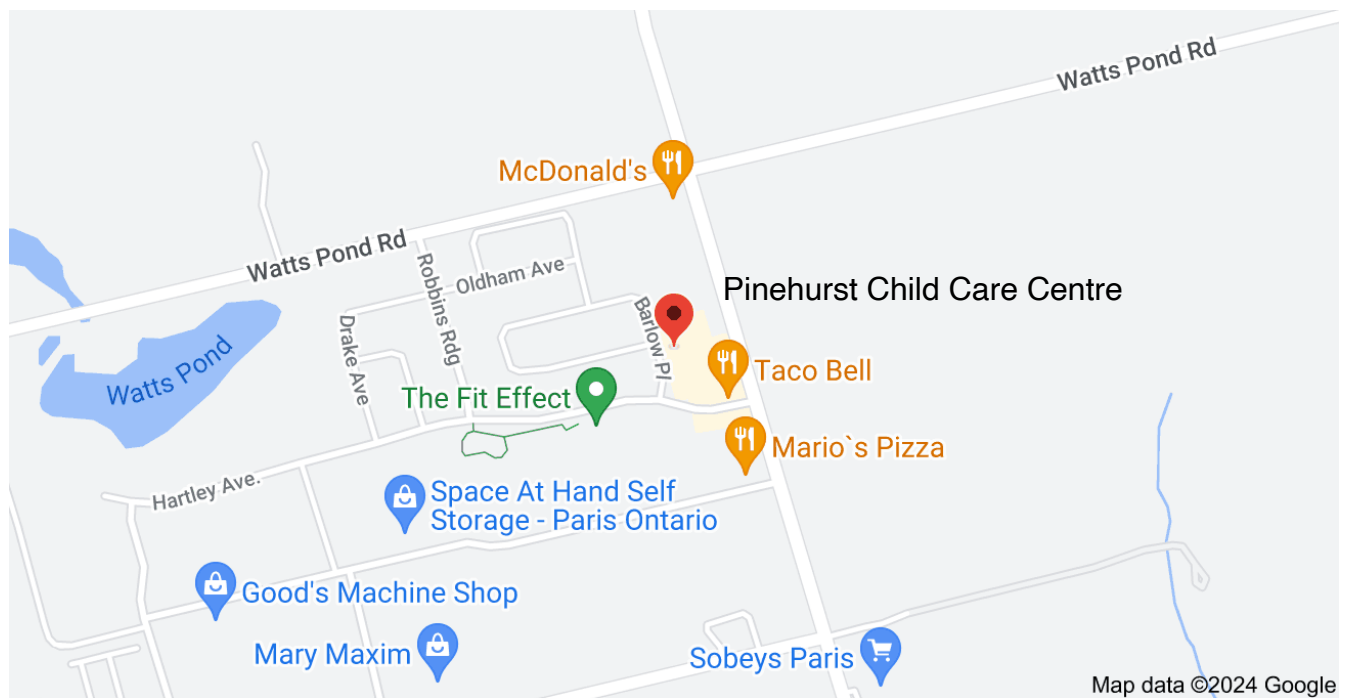 Watts Pond Rd
McDonald's
Watts Pond Rd
Robbins Rdg
Oldham Ave
Pinehurst Child Care Centre
Barlow Pl
Drake Ave
Watts Pond
Taco Bell
The Fit Effect
Mario`s Pizza
Hartley Ave.
Space At Hand Self
Storage - Paris Ontario
Good's Machine Shop
Mary Maxim
Sobeys Paris
Map data ©2024 Google